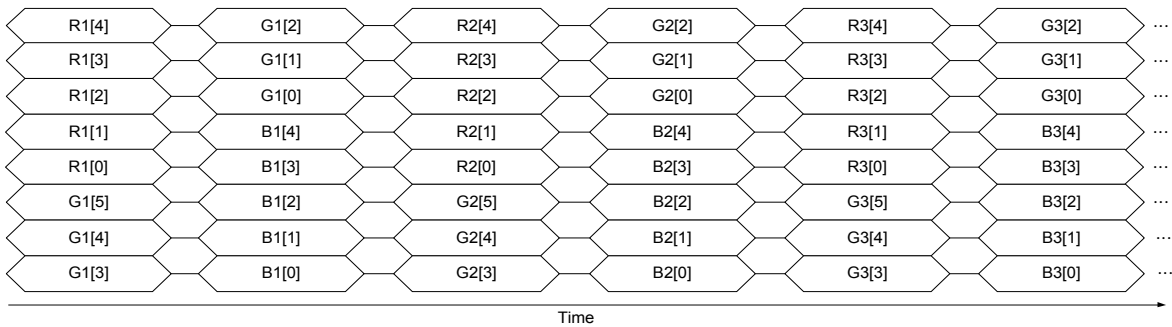 R1[4] G1[2] R2[4] G2[2] R3[4] G3[2] ...
R1[3] G1[1] R2[3] G2[1] R3[3] G3[1] ...
R1[2] G1[0] R2[2] G2[0] R3[2] G3[0] ...
R1[1] B1[4] R2[1] B2[4] R3[1] B3[4] ...
R1[0] B1[3] R2[0] B2[3] R3[0] B3[3] ...
G1[5] B1[2] G2[5] B2[2] G3[5] B3[2] ...
G1[4] B1[1] G2[4] B2[1] G3[4] B3[1] ...
G1[3] B1[0] G2[3] B2[0] G3[3] B3[0] ...
Time